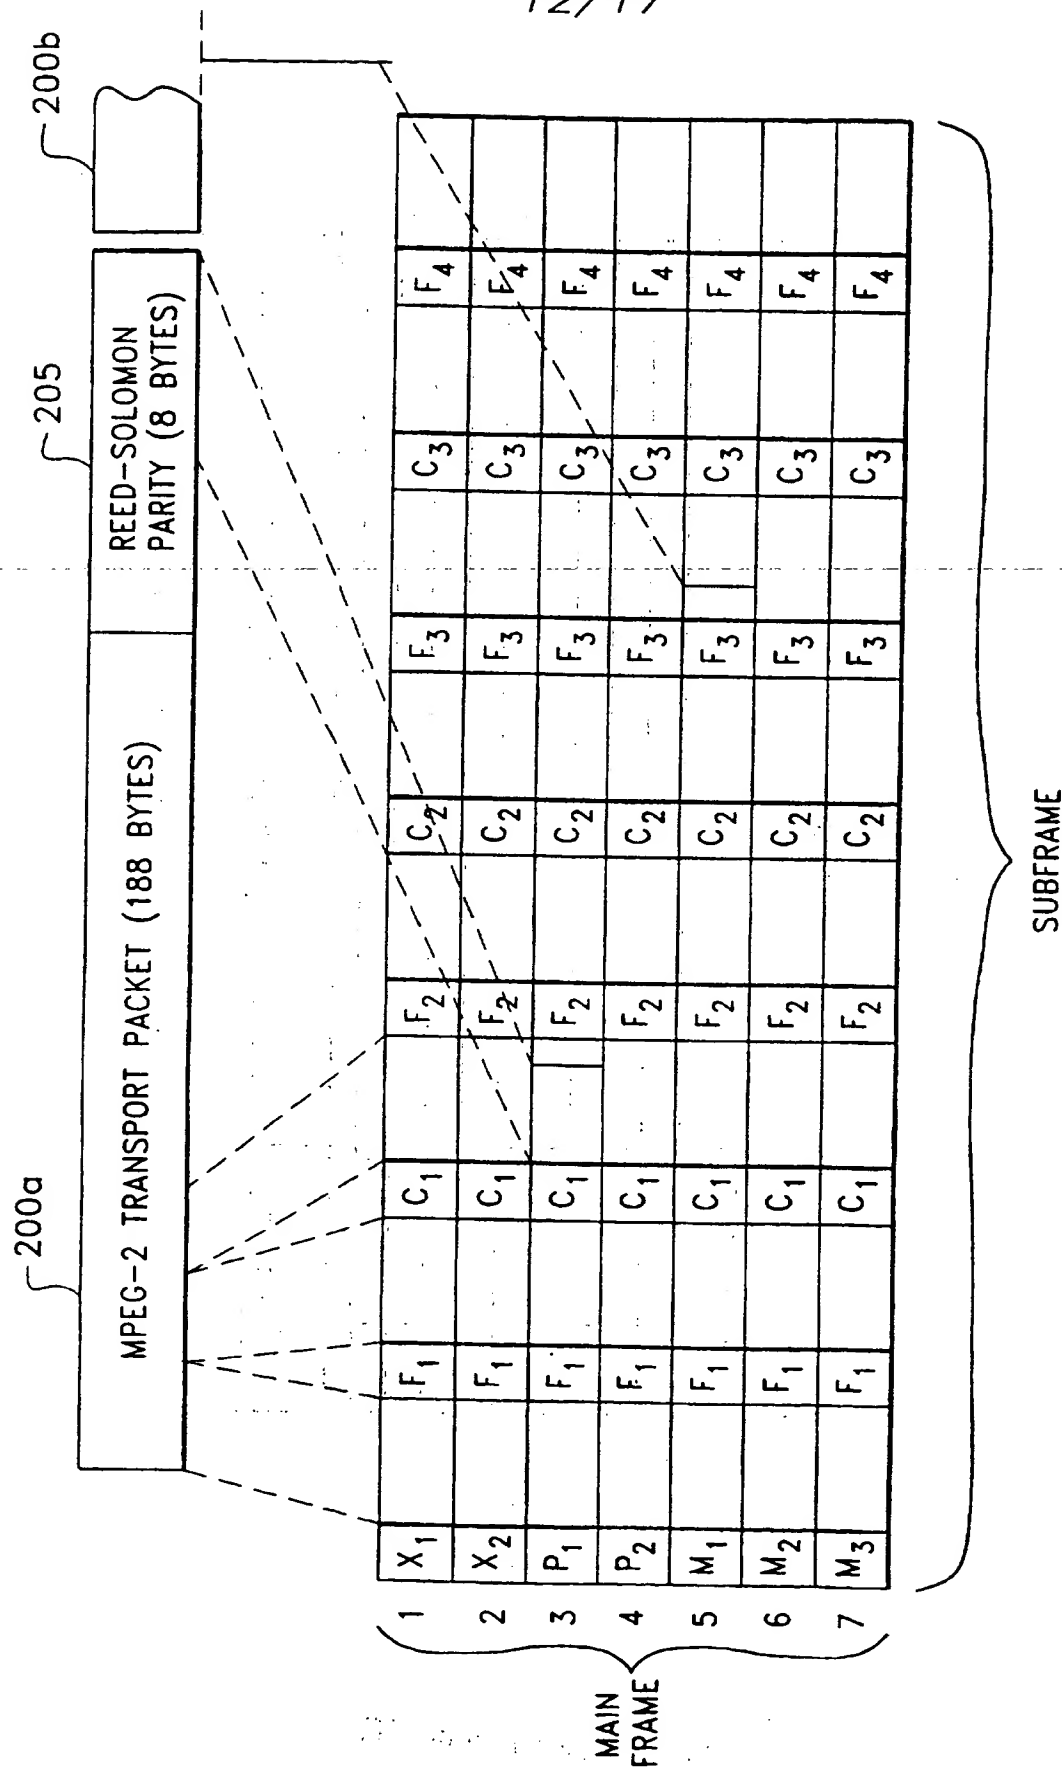 12/17
200a
205
200b
MPEG-2 TRANSPORT PACKET (188 BYTES)
REED-SOLOMON
PARITY (8 BYTES)
MAIN
FRAME
1 X1 F1 C1 F2 C2 F3 C3 F4
2 X2 F1 C1 F2 C2 F3 C3 F4
3 P1 F1 C1 F2 C2 F3 C3 F4
4 P2 F1 C1 F2 C2 F3 C3 F4
5 M1 F1 C1 F2 C2 F3 C3 F4
6 M2 F1 C1 F2 C2 F3 C3 F4
7 M3 F1 C1 F2 C2 F3 C3 F4
SUBFRAME